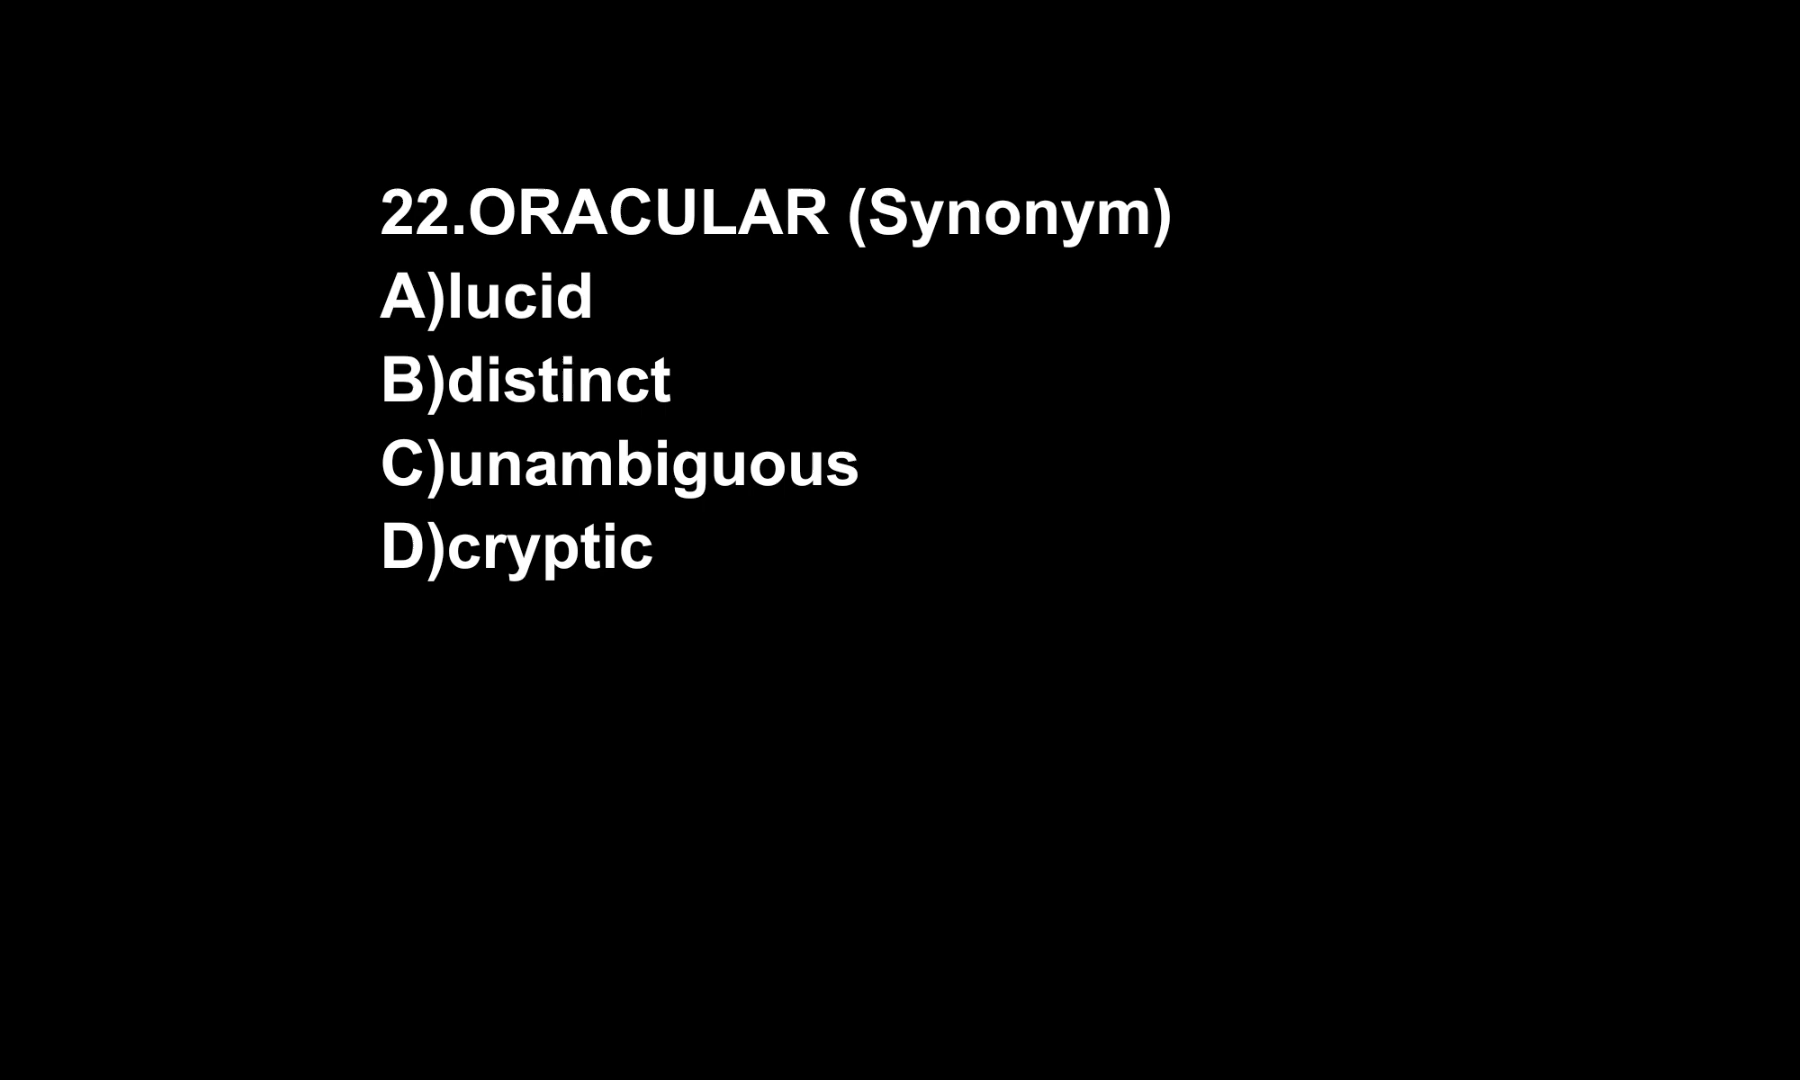 22.ORACULAR (Synonym)
A)lucid
B)distinct
C)unambiguous
D)cryptic